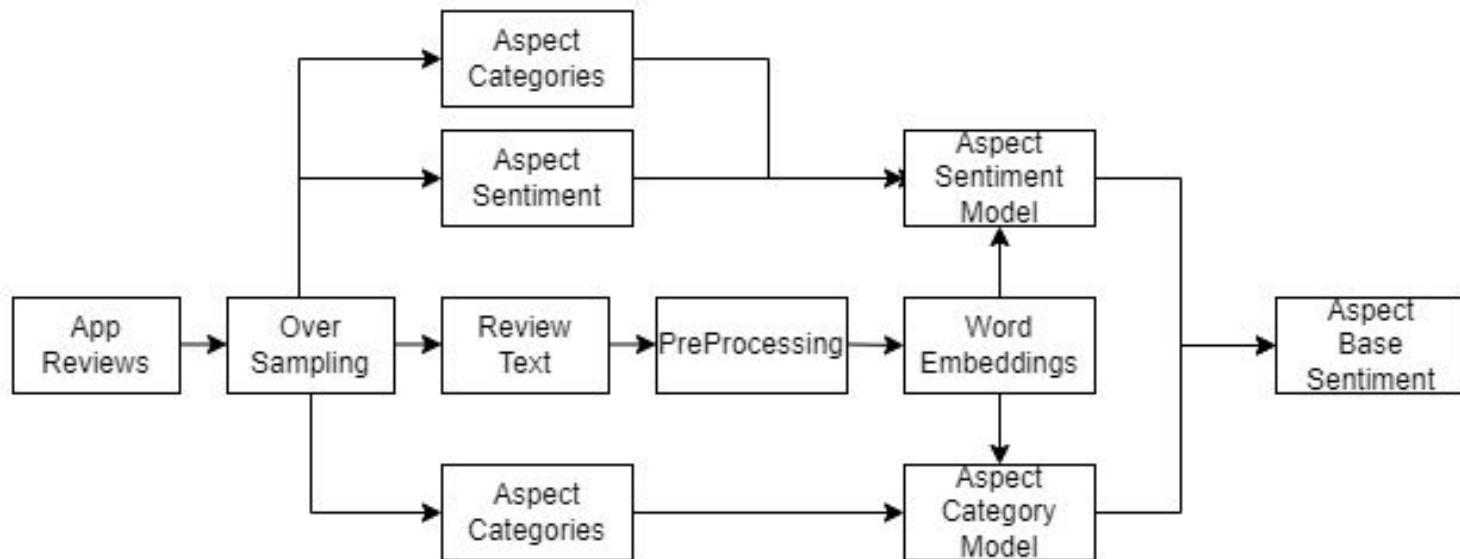 Aspect
Categories
Aspect
Sentiment
Aspect
Sentiment
Model
App
Reviews
Over
Sampling
Review
Text
PreProcessing
Word
Embeddings
Aspect
Base
Sentiment
Aspect
Categories
Aspect
Category
Model